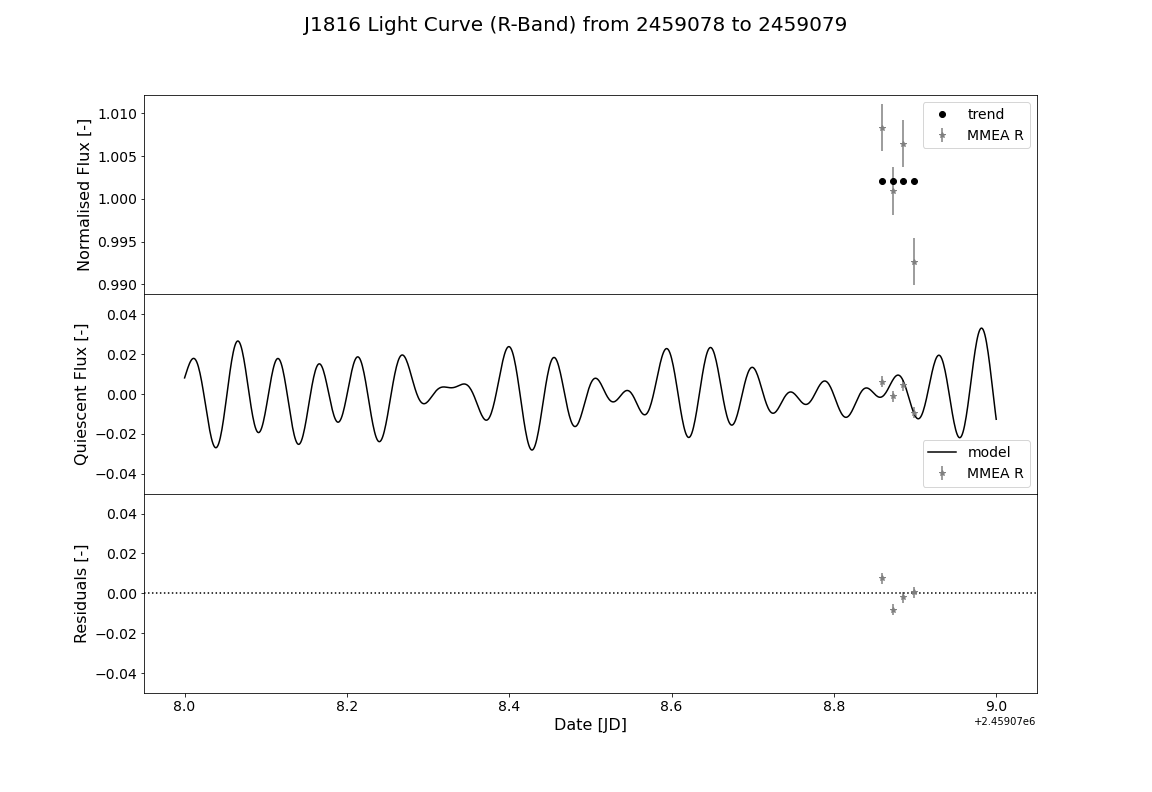 J1816 Light Curve (R-Band) from 2459078 to 2459079
Normalised Flux [-]
1.010
1.005
1.000
0.995
0.990
trend
MMEA R
Quiescent Flux [-]
0.04
0.02
0.00
−0.02
−0.04
model
MMEA R
Residuals [-]
0.04
0.02
0.00
−0.02
−0.04
8.0 8.2 8.4 8.6 8.8 9.0
Date [JD]
+2.45907e6